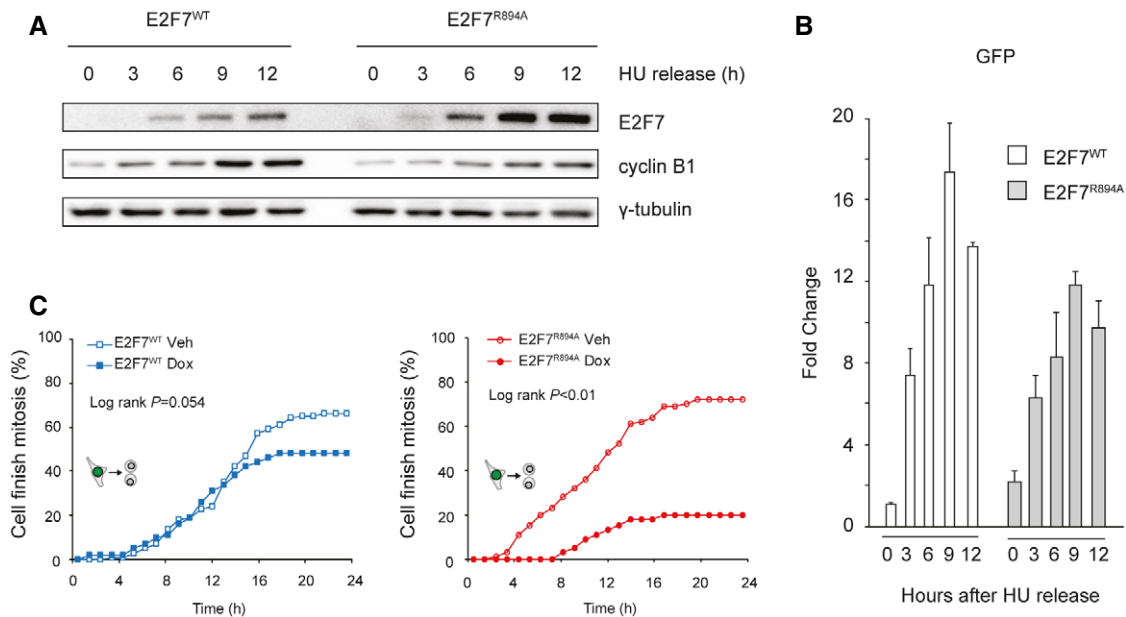 A
E2F7WT
E2F7R894A
0 3 6 9 12 0 3 6 9 12 HU release (h)
E2F7
cyclin B1
γ-tubulin
B
GFP
20
16
12
8
4
0
Fold Change
E2F7WT
E2F7R894A
0 3 6 9 12 0 3 6 9 12
Hours after HU release
C
100
80
60
40
20
0
Cell finish mitosis (%)
E2F7WT Veh
E2F7WT Dox
Log rank P=0.054
0 4 8 12 16 20 24
Time (h)
100
80
60
40
20
0
Cell finish mitosis (%)
E2F7R894A Veh
E2F7R894A Dox
Log rank P<0.01
0 4 8 12 16 20 24
Time (h)